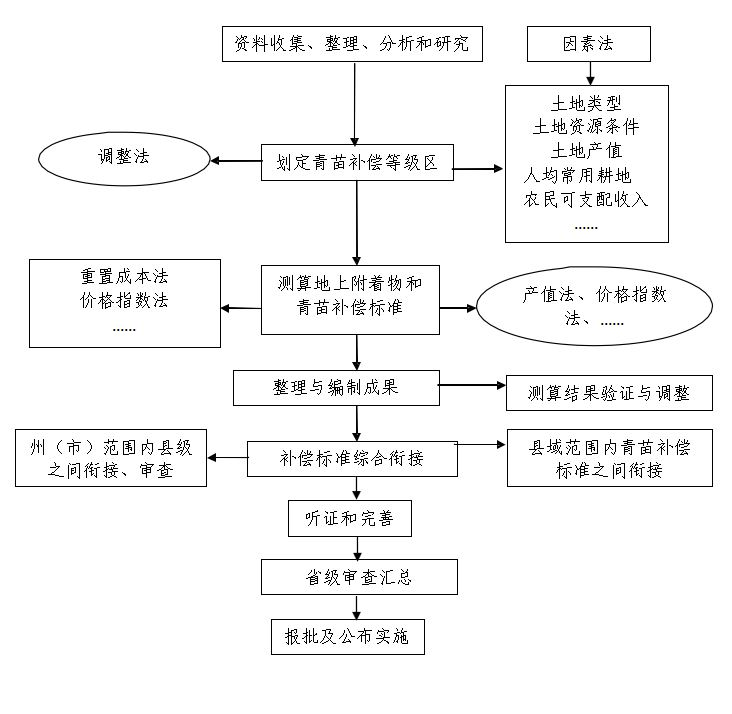 资料收集、整理、分析和研究
因素法
土地类型
土地资源条件
土地产值
人均常用耕地
农民可支配收入
……
调整法
划定青苗补偿等级区
重置成本法
价格指数法
……
测算地上附着物和
青苗补偿标准
产值法、价格指数
法、……
整理与编制成果
测算结果验证与调整
州（市）范围内县级
之间衔接、审查
补偿标准综合衔接
县域范围内青苗补偿
标准之间衔接
听证和完善
省级审查汇总
报批及公布实施